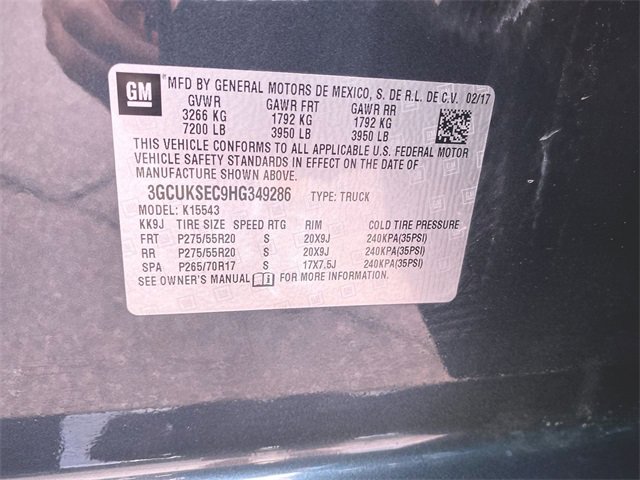 GM
MFD BY GENERAL MOTORS DE MEXICO, S. DE R.L. DE C.V. 02/17
GVWR GAWR FRT GAWR RR
3266 KG 1792 KG 1792 KG
7200 LB 3950 LB 3950 LB
THIS VEHICLE CONFORMS TO ALL APPLICABLE U.S. FEDERAL MOTOR
VEHICLE SAFETY STANDARDS IN EFFECT ON THE DATE OF
MANUFACTURE SHOWN ABOVE.
3GCUKSEC9HG349286 TYPE: TRUCK
MODEL: K15543
KK9J TIRE SIZE SPEED RTG RIM COLD TIRE PRESSURE
FRT P275/55R20 S 20X9J 240KPA(35PSI)
RR P275/55R20 S 20X9J 240KPA(35PSI)
SPA P265/70R17 S 17X7.5J 240KPA(35PSI)
SEE OWNER'S MANUAL FOR MORE INFORMATION.